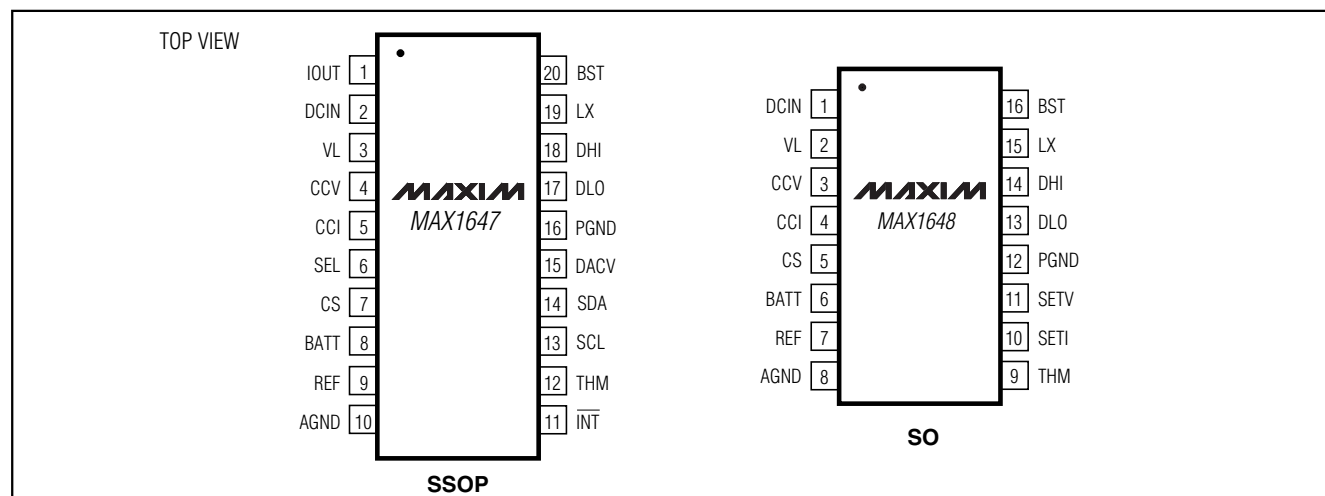 TOP VIEW
IOUT 1
DCIN 2
VL 3
CCV 4
CCI 5
SEL 6
CS 7
BATT 8
REF 9
AGND 10
MAXIM
MAX1647
20 BST
19 LX
18 DHI
17 DLO
16 PGND
15 DACV
14 SDA
13 SCL
12 THM
11 I̅N̅T̅
SSOP
DCIN 1
VL 2
CCV 3
CCI 4
CS 5
BATT 6
REF 7
AGND 8
MAXIM
MAX1648
16 BST
15 LX
14 DHI
13 DLO
12 PGND
11 SETV
10 SETI
9 THM
SO